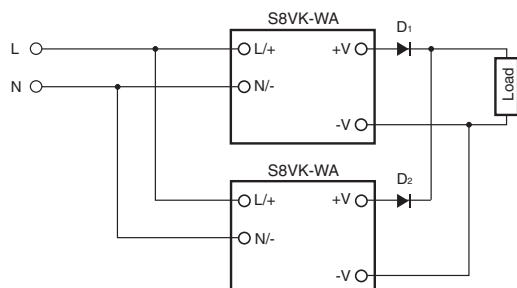 S8VK-WA
D1
L
L/+
+V
N
N/-
Load
-V
S8VK-WA
D2
L/+
+V
N/-
-V